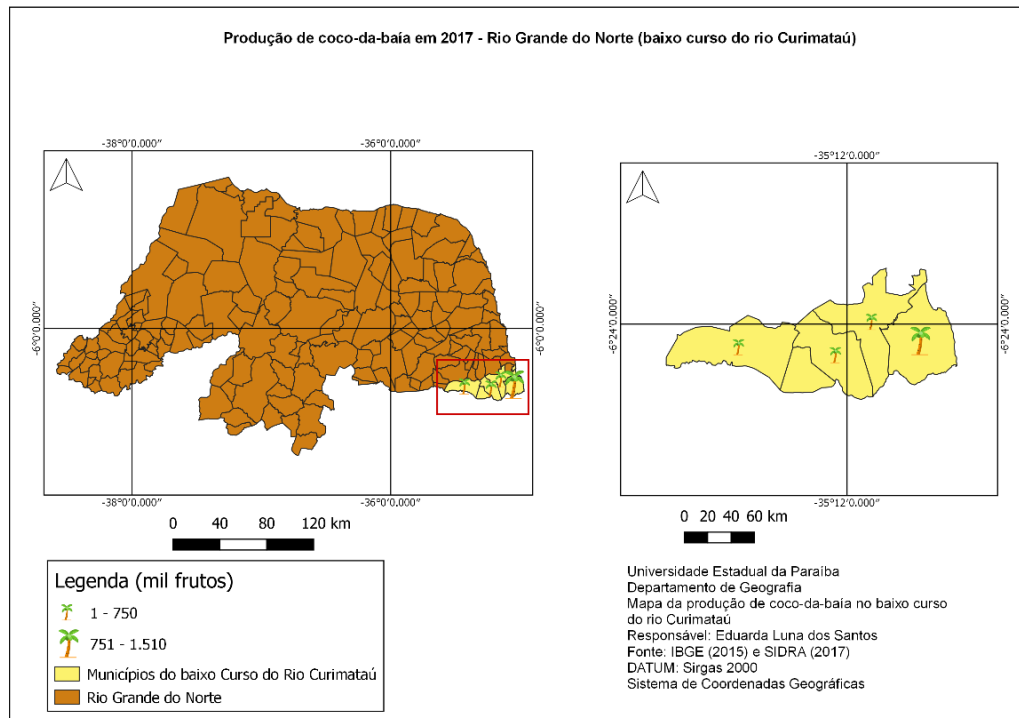 Produção de coco-da-baía em 2017 - Rio Grande do Norte (baixo curso do rio Curimataú)
-38°0'0.000"
-36°0'0.000"
-6°0'0.000"
-6°0'0.000"
-38°0'0.000"
-36°0'0.000"
0 40 80 120 km
-35°12'0.000"
-6°24'0.000"
-6°24'0.000"
-35°12'0.000"
0 20 40 60 km
Legenda (mil frutos)
1 - 750
751 - 1.510
Municípios do baixo Curso do Rio Curimataú
Rio Grande do Norte
Universidade Estadual da Paraíba
Departamento de Geografia
Mapa da produção de coco-da-baía no baixo curso
do rio Curimataú
Responsável: Eduarda Luna dos Santos
Fonte: IBGE (2015) e SIDRA (2017)
DATUM: Sirgas 2000
Sistema de Coordenadas Geográficas